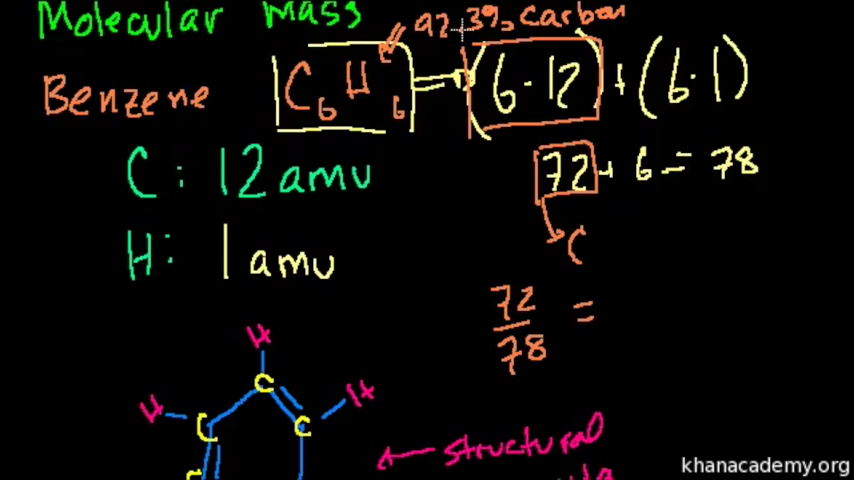 Molecular Mass
92.3% carbon
Benzene C6H6 = (6·12) + (6·1)
C: 12 amu
72 + 6 = 78
C
H: 1 amu
72/78 =
H
H C H
C C
C
structural
khanacademy.org